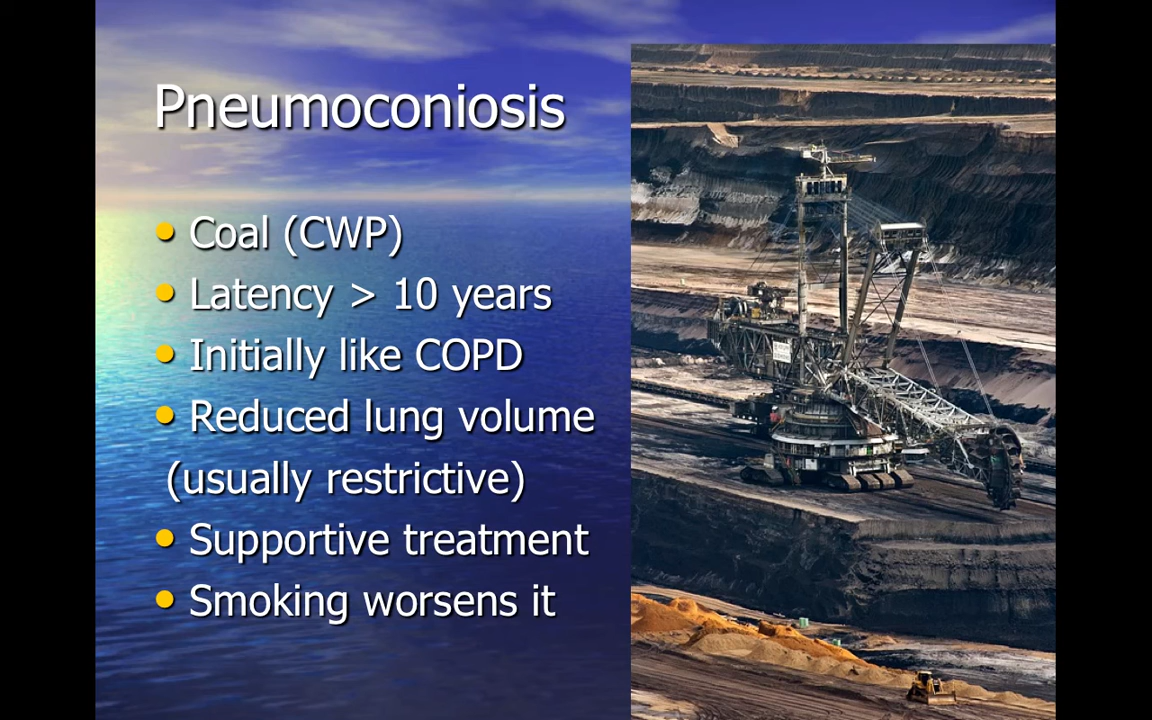 Pneumoconiosis
• Coal (CWP)
• Latency > 10 years
• Initially like COPD
• Reduced lung volume
(usually restrictive)
• Supportive treatment
• Smoking worsens it